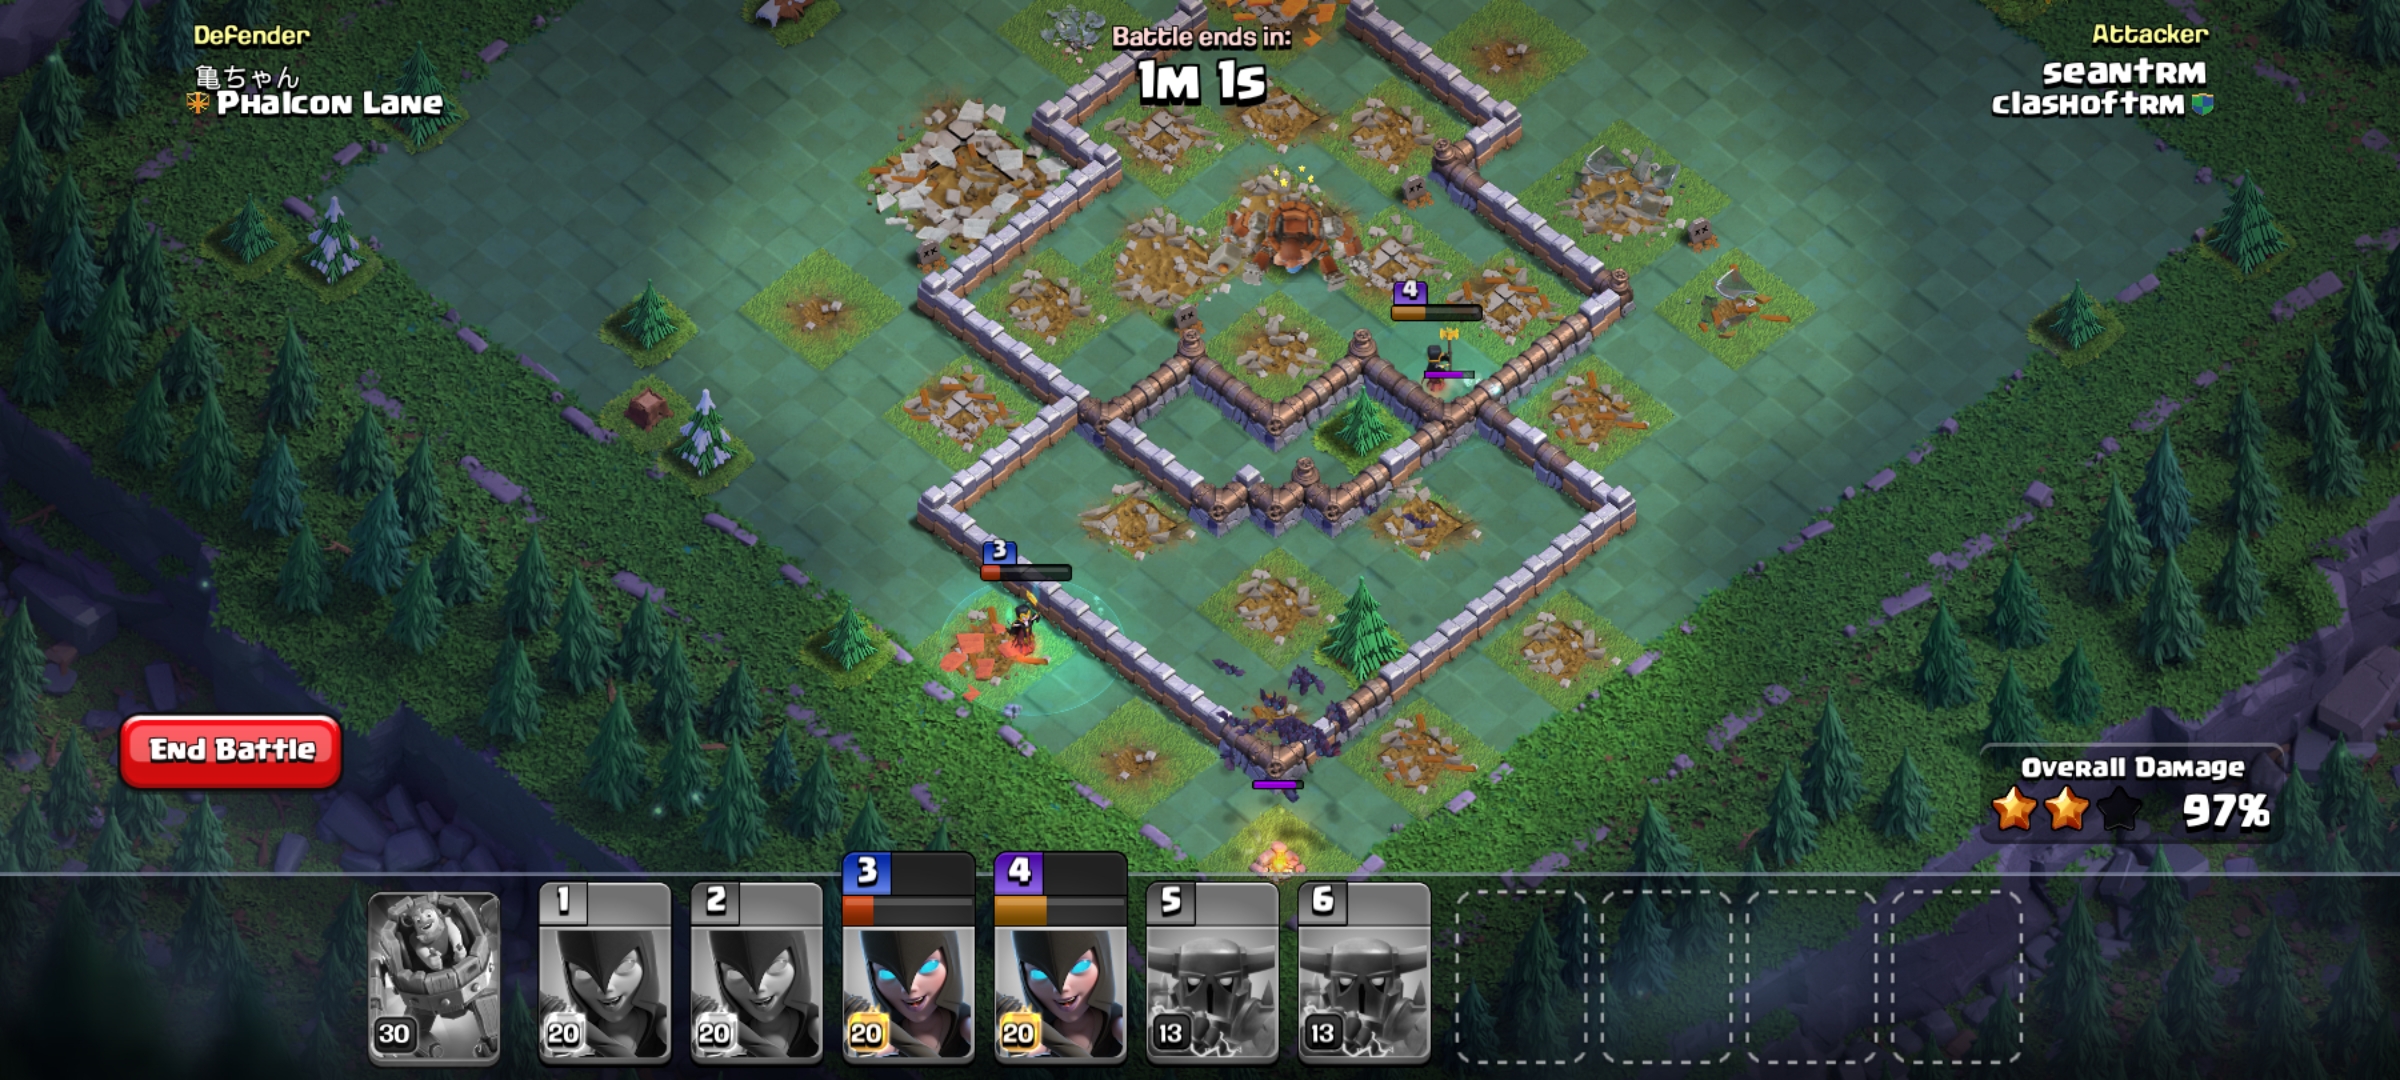 Defender
亀ちゃん
Phalcon Lane
Battle ends in:
1M 1s
Attacker
seantrm
clashoftrm
4
3
End Battle
Overall Damage
97%
30
1
20
2
20
3
20
4
20
5
13
6
13